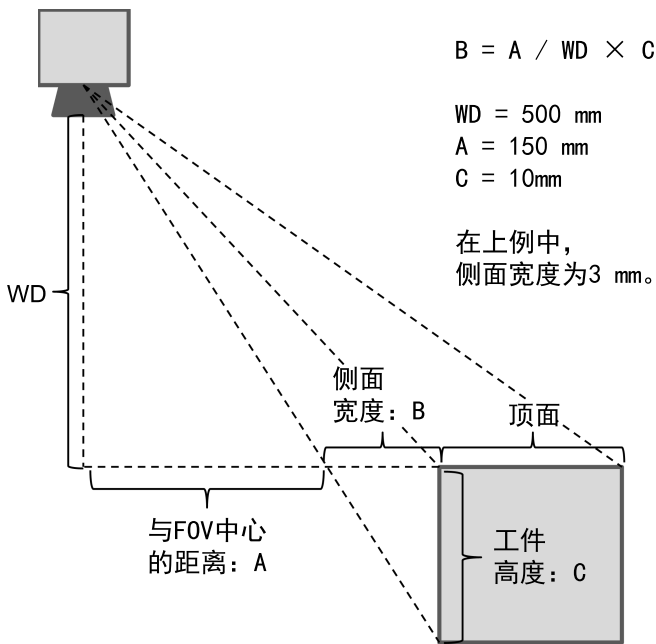 B = A / WD × C
WD = 500 mm
A = 150 mm
C = 10mm
在上例中，
侧面宽度为3 mm。
WD
侧面
宽度：B
顶面
与FOV中心
的距离：A
工件
高度：C